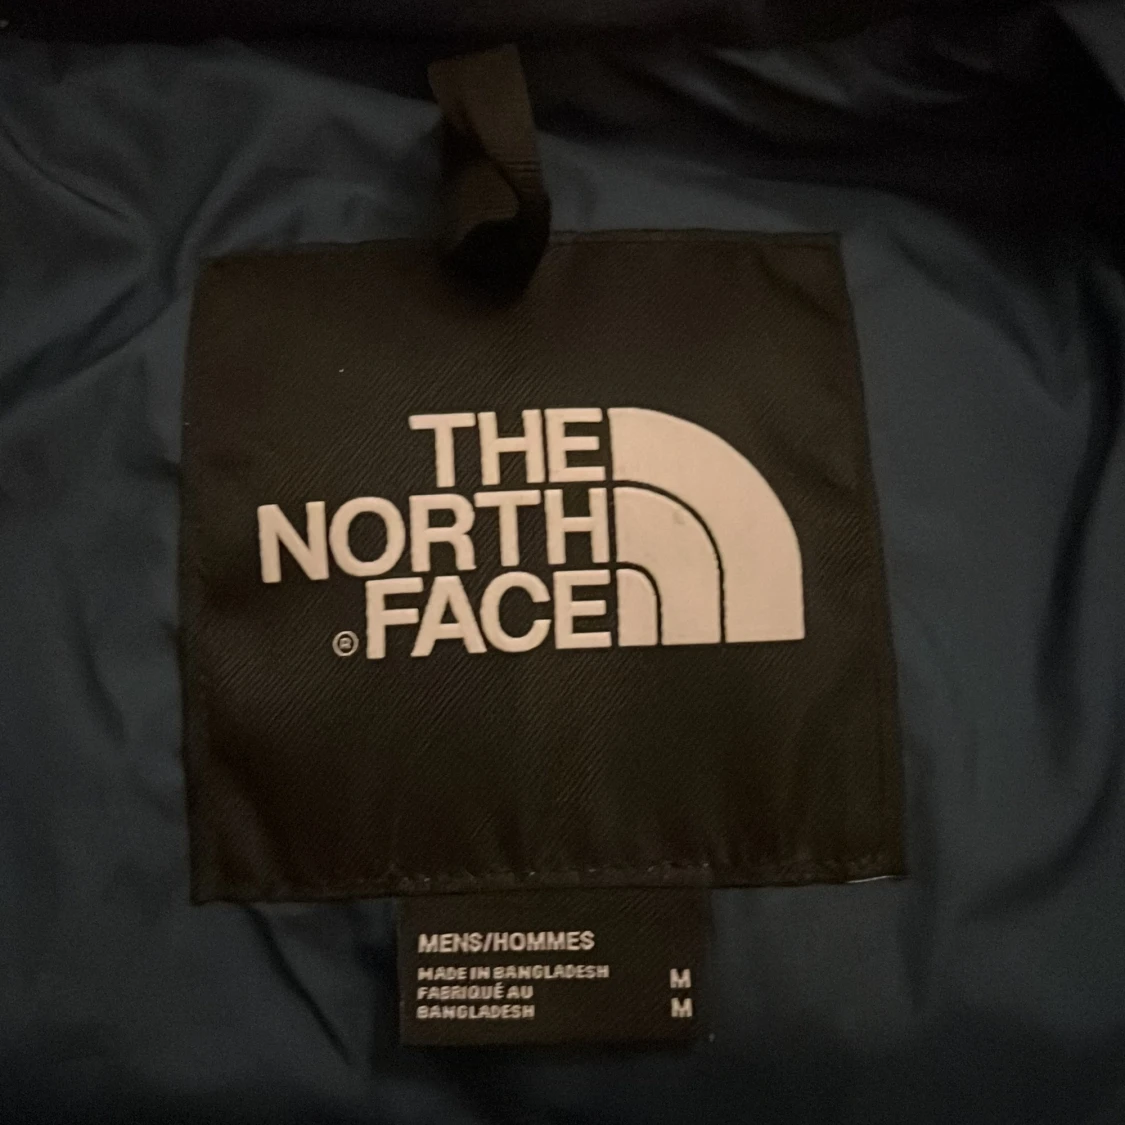 THE
NORTH
® FACE
MENS/HOMMES
MADE IN BANGLADESH M
FABRIQUÉ AU
BANGLADESH M